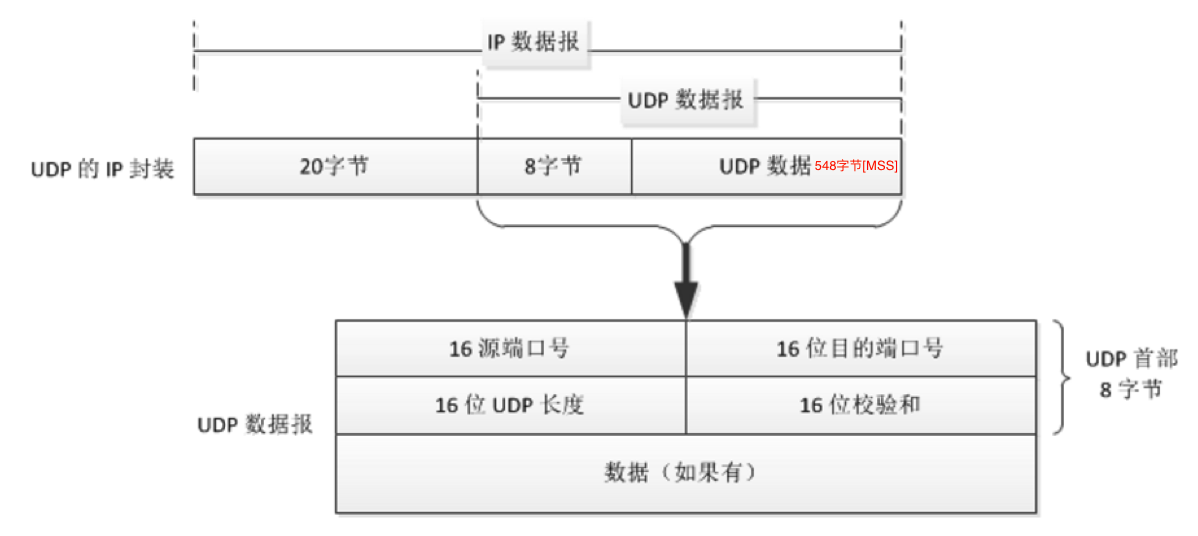 IP 数据报
UDP 数据报
UDP 的 IP 封装
20字节
8字节
UDP 数据 548字节[MSS]
16 源端口号
16 位目的端口号
16 位 UDP 长度
16 位校验和
UDP 首部
8 字节
UDP 数据报
数据（如果有）